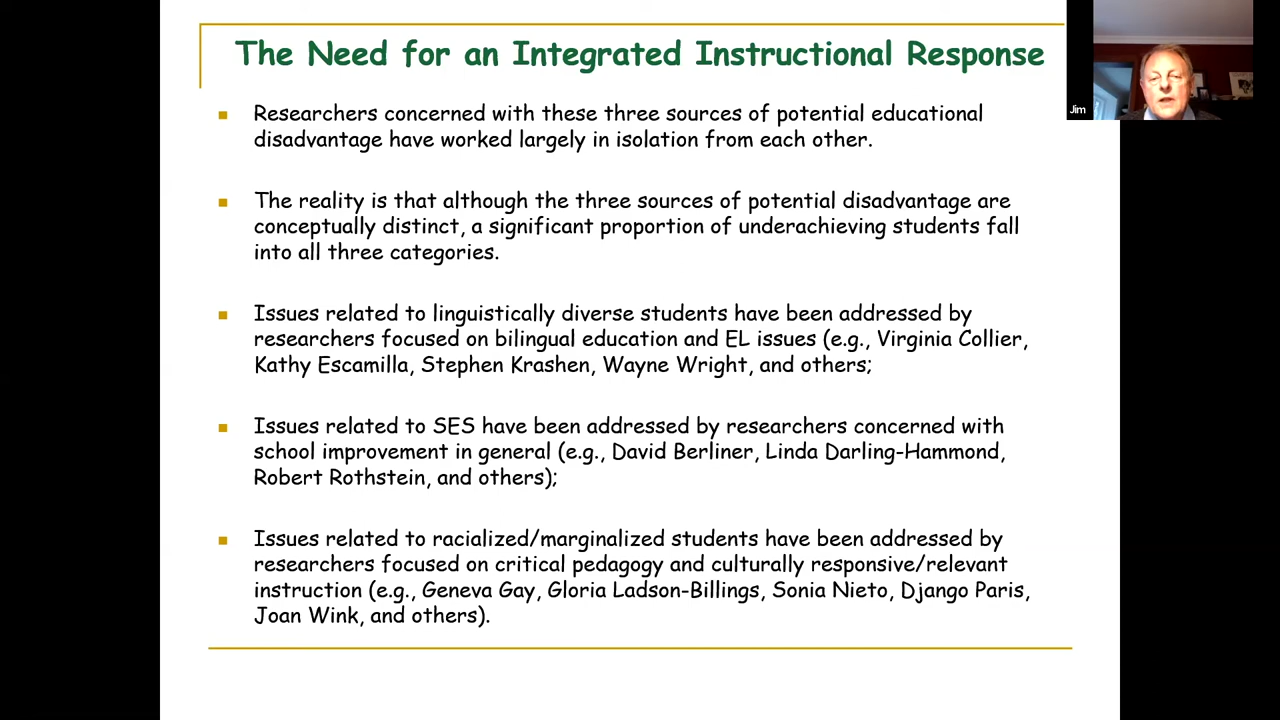 The Need for an Integrated Instructional Response
Jim
Researchers concerned with these three sources of potential educational
disadvantage have worked largely in isolation from each other.
The reality is that although the three sources of potential disadvantage are
conceptually distinct, a significant proportion of underachieving students fall
into all three categories.
Issues related to linguistically diverse students have been addressed by
researchers focused on bilingual education and EL issues (e.g., Virginia Collier,
Kathy Escamilla, Stephen Krashen, Wayne Wright, and others;
Issues related to SES have been addressed by researchers concerned with
school improvement in general (e.g., David Berliner, Linda Darling-Hammond,
Robert Rothstein, and others);
Issues related to racialized/marginalized students have been addressed by
researchers focused on critical pedagogy and culturally responsive/relevant
instruction (e.g., Geneva Gay, Gloria Ladson-Billings, Sonia Nieto, Django Paris,
Joan Wink, and others).